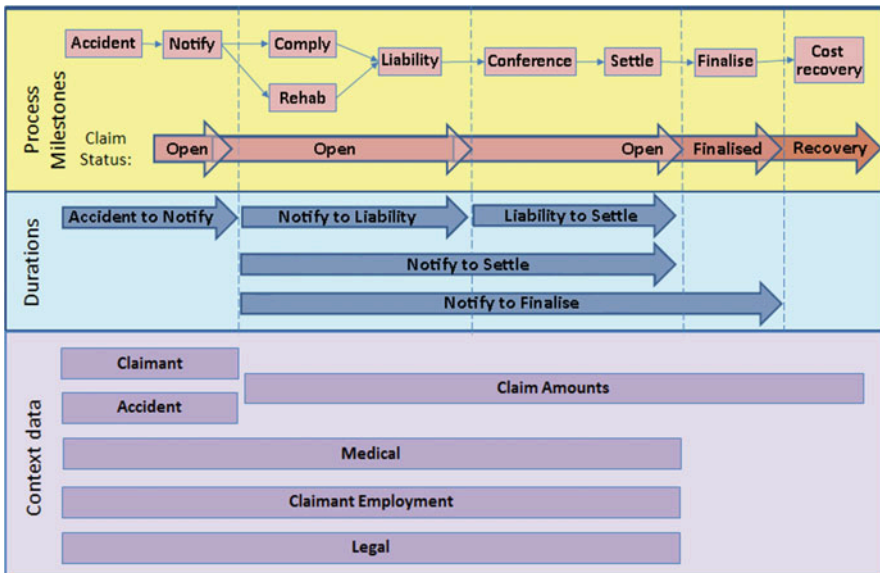 Process
Milestones
Accident
Notify
Comply
Rehab
Liability
Conference
Settle
Finalise
Cost
recovery
Claim
Status:
Open
Open
Open
Finalised
Recovery
Durations
Accident to Notify
Notify to Liability
Liability to Settle
Notify to Settle
Notify to Finalise
Context data
Claimant
Claim Amounts
Accident
Medical
Claimant Employment
Legal